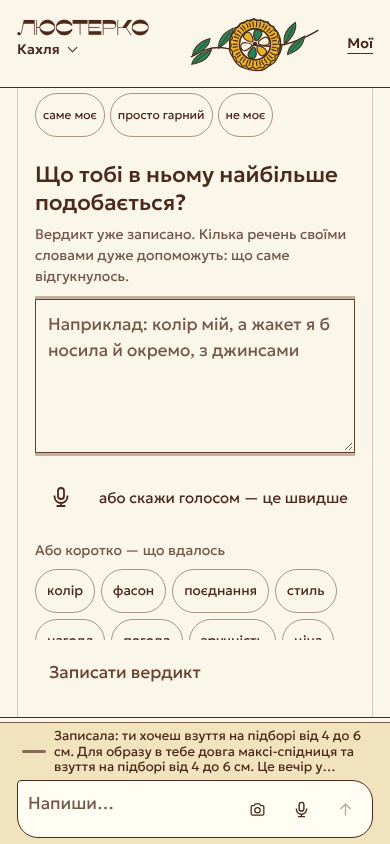 ЛЮСТЕРКО
Кахля
Мої
саме моє
просто гарний
не моє
Що тобі в ньому найбільше
подобається?
Вердикт уже записано. Кілька речень своїми
словами дуже допоможуть: що саме
відгукнулось.
Наприклад: колір мій, а жакет я б
носила й окремо, з джинсами
або скажи голосом — це швидше
Або коротко — що вдалось
колір
фасон
поєднання
стиль
нагода
погода
зручність
ціна
Записати вердикт
Записала: ти хочеш взуття на підборі від 4 до 6
см. Для образу в тебе довга максі-спідниця та
взуття на підборі від 4 до 6 см. Це вечір у…
Напиши…